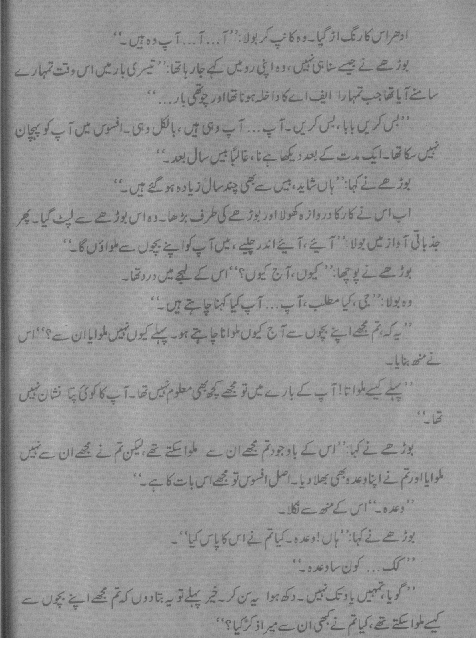 ادھر اس کا رنگ اڑ گیا۔ وہ کانپ کر بولا: ’’آ... آ... آپ وہ ہیں۔‘‘
بوڑھے نے جیسے سنا ہی نہیں، وہ اپنی رو میں کہے جا رہا تھا: ’’تیسری بار میں اس وقت تمہارے
سامنے آیا تھا جب تمہارا ایف اے کا داخلہ ہونا تھا اور چوتھی بار...‘‘
’’بس کریں بابا، بس کریں۔ آپ... آپ وہی ہیں، بالکل وہی۔ افسوس میں آپ کو پہچان
نہیں سکا تھا۔ ایک مدت کے بعد دیکھا ہے نا، غالباً بیس سال بعد۔‘‘
بوڑھے نے کہا: ’’ہاں شاید، بیس سے بھی چند سال زیادہ ہو گئے ہیں۔‘‘
اب اس نے کار کا دروازہ کھولا اور بوڑھے کی طرف بڑھا۔ وہ اس بوڑھے سے لپٹ گیا۔ پھر
جذباتی آواز میں بولا: ’’آئیے، آئیے اندر چلیے، میں آپ کو اپنے بچوں سے ملواؤں گا۔‘‘
بوڑھے نے پوچھا: ’’کیوں، آج کیوں؟‘‘ اس کے لہجے میں درد تھا۔
وہ بولا: ’’جی، کیا مطلب، آپ... آپ کیا کہنا چاہتے ہیں۔‘‘
’’یہ کہ تم مجھے اپنے بچوں سے آج کیوں ملوانا چاہتے ہو۔ پہلے کیوں نہیں ملوایا ان سے؟‘‘ اس
نے منھ بنایا۔
’’پہلے کیسے ملواتا! آپ کے بارے میں تو مجھے کچھ بھی معلوم نہیں تھا۔ آپ کا کوئی پتا نشان نہیں
تھا۔‘‘
بوڑھے نے کہا: ’’اس کے باوجود تم مجھے ان سے ملوا سکتے تھے، لیکن تم نے مجھے ان سے نہیں
ملوایا اور تم نے اپنا وعدہ بھی بھلا دیا۔ اصل افسوس تو مجھے اس بات کا ہے۔‘‘
’’وعدہ۔‘‘ اس کے منھ سے نکلا۔
بوڑھے نے کہا: ’’ہاں! وعدہ۔ کیا تم نے اس کا پاس کیا‘‘۔
’’کک... کون سا وعدہ۔‘‘
’’گویا، تمہیں یاد تک نہیں۔ دکھ ہوا یہ سن کر۔ خیر پہلے تو یہ بتا دوں کہ تم مجھے اپنے بچوں سے
کیسے ملوا سکتے تھے، کیا تم نے کبھی ان سے میرا ذکر کیا؟‘‘